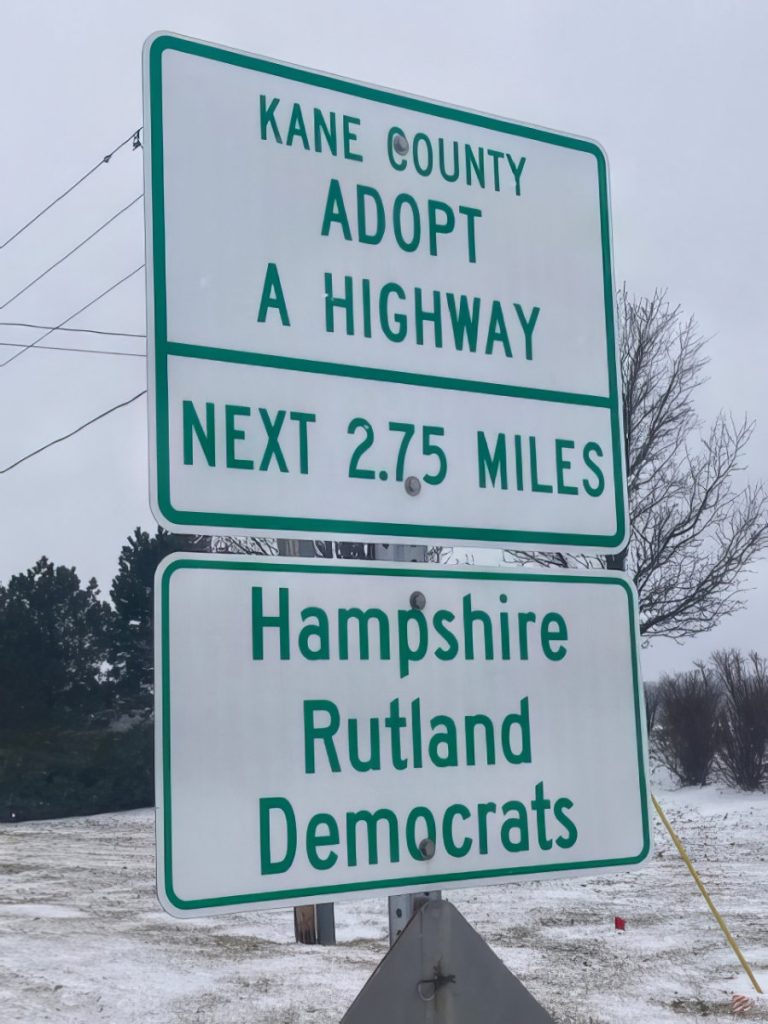 KANE COUNTY
ADOPT
A HIGHWAY
NEXT 2.75 MILES
Hampshire
Rutland
Democrats